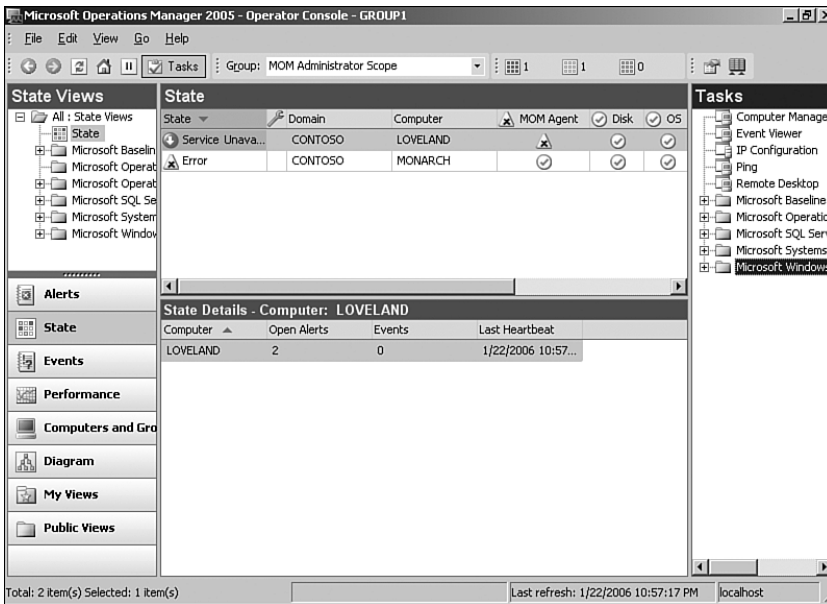 Microsoft Operations Manager 2005 - Operator Console - GROUP1
File Edit View Go Help
Tasks Group: MOM Administrator Scope 1 1 0
State Views
All : State Views
State
Microsoft Baselin
Microsoft Operat
Microsoft Operat
Microsoft SQL Se
Microsoft System
Microsoft Window
Alerts
State
Events
Performance
Computers and Gro
Diagram
My Views
Public Views
State
State Domain Computer MOM Agent Disk OS
Service Unava... CONTOSO LOVELAND
Error CONTOSO MONARCH
State Details - Computer: LOVELAND
Computer Open Alerts Events Last Heartbeat
LOVELAND 2 0 1/22/2006 10:57...
Tasks
Computer Manage
Event Viewer
IP Configuration
Ping
Remote Desktop
Microsoft Baseline
Microsoft Operatio
Microsoft SQL Serv
Microsoft Systems
Microsoft Windows
Total: 2 item(s) Selected: 1 item(s) Last refresh: 1/22/2006 10:57:17 PM localhost